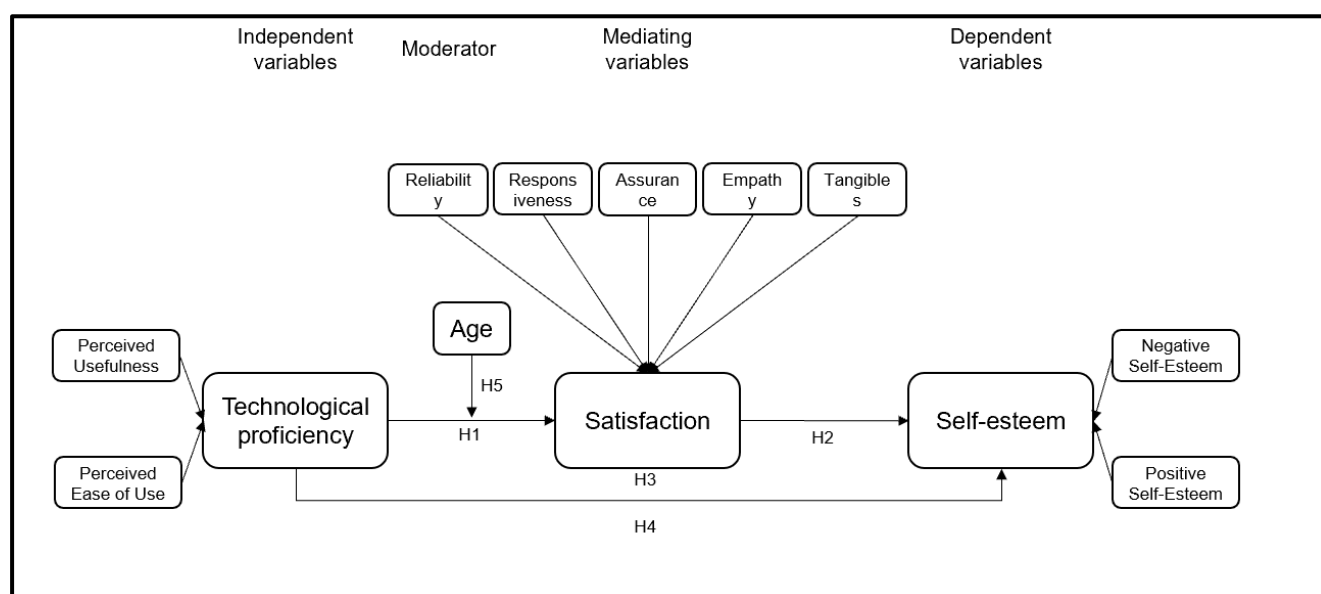 Independent
variables
Moderator
Mediating
variables
Dependent
variables
Reliabilit
y
Respons
iveness
Assuran
ce
Empath
y
Tangible
s
Age
H5
Perceived
Usefulness
Perceived
Ease of Use
Technological
proficiency
H1
Satisfaction
H2
Self-esteem
Negative
Self-Esteem
Positive
Self-Esteem
H3
H4